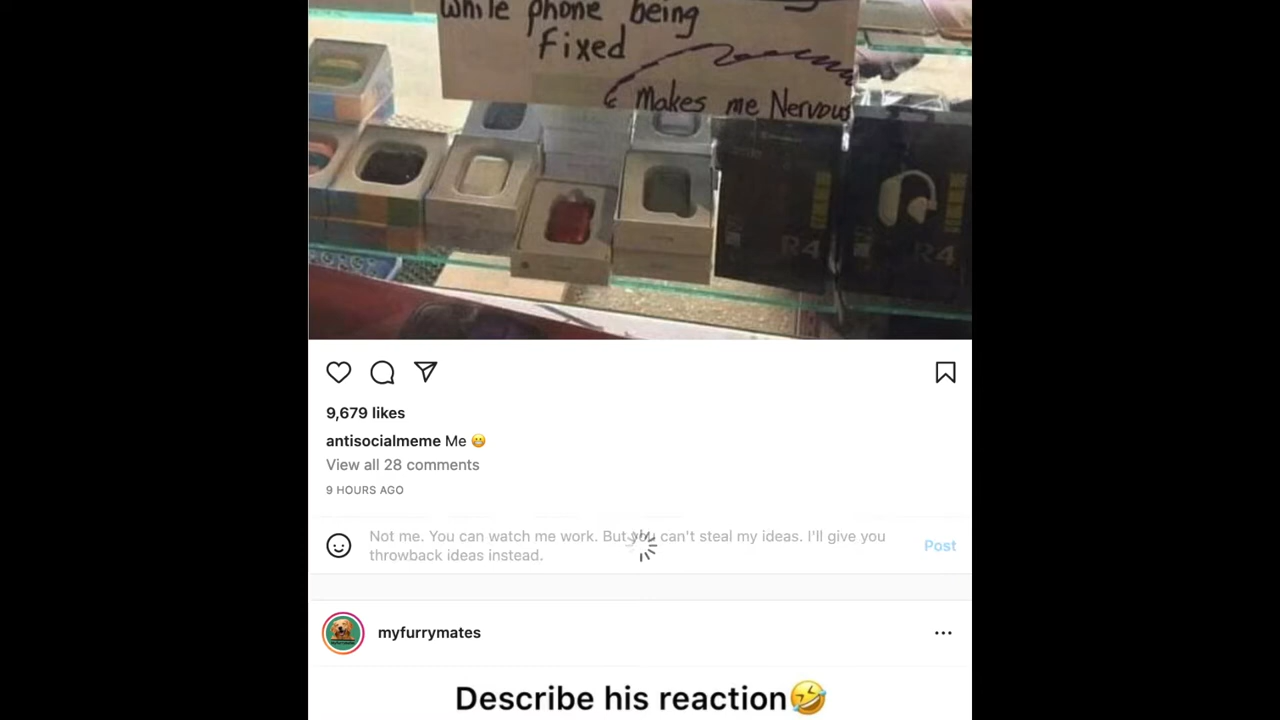 while phone being
Fixed
Makes me Nervous
R4
R4
9,679 likes
antisocialmeme Me 😬
View all 28 comments
9 HOURS AGO
Not me. You can watch me work. But you can't steal my ideas. I'll give you
throwback ideas instead.
Post
myfurrymates
Describe his reaction🤣